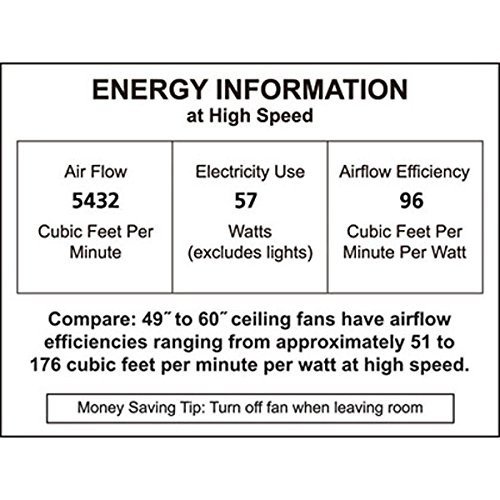 ENERGY INFORMATION
at High Speed
Air Flow
5432
Cubic Feet Per
Minute
Electricity Use
57
Watts
(excludes lights)
Airflow Efficiency
96
Cubic Feet Per
Minute Per Watt
Compare: 49˝ to 60˝ ceiling fans have airflow
efficiencies ranging from approximately 51 to
176 cubic feet per minute per watt at high speed.
Money Saving Tip: Turn off fan when leaving room